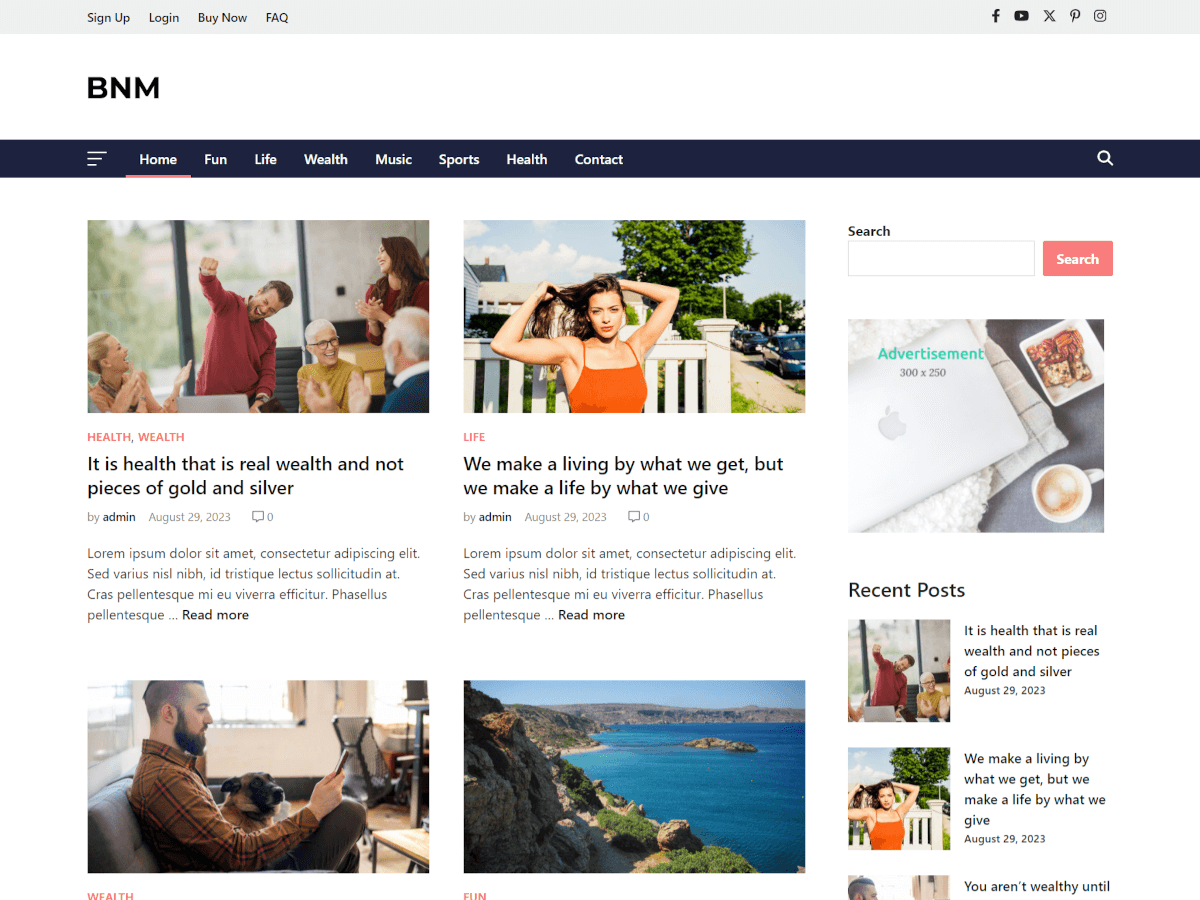 Sign Up Login Buy Now FAQ
BNM
Home Fun Life Wealth Music Sports Health Contact
HEALTH, WEALTH
It is health that is real wealth and not
pieces of gold and silver
by admin August 29, 2023 0
Lorem ipsum dolor sit amet, consectetur adipiscing elit.
Sed varius nisl nibh, id tristique lectus sollicitudin at.
Cras pellentesque mi eu viverra efficitur. Phasellus
pellentesque ... Read more
LIFE
We make a living by what we get, but
we make a life by what we give
by admin August 29, 2023 0
Lorem ipsum dolor sit amet, consectetur adipiscing elit.
Sed varius nisl nibh, id tristique lectus sollicitudin at.
Cras pellentesque mi eu viverra efficitur. Phasellus
pellentesque ... Read more
WEALTH
FUN
Search
Search
Advertisement
300 x 250
Recent Posts
It is health that is real
wealth and not pieces
of gold and silver
August 29, 2023
We make a living by
what we get, but we
make a life by what we
give
August 29, 2023
You aren’t wealthy until